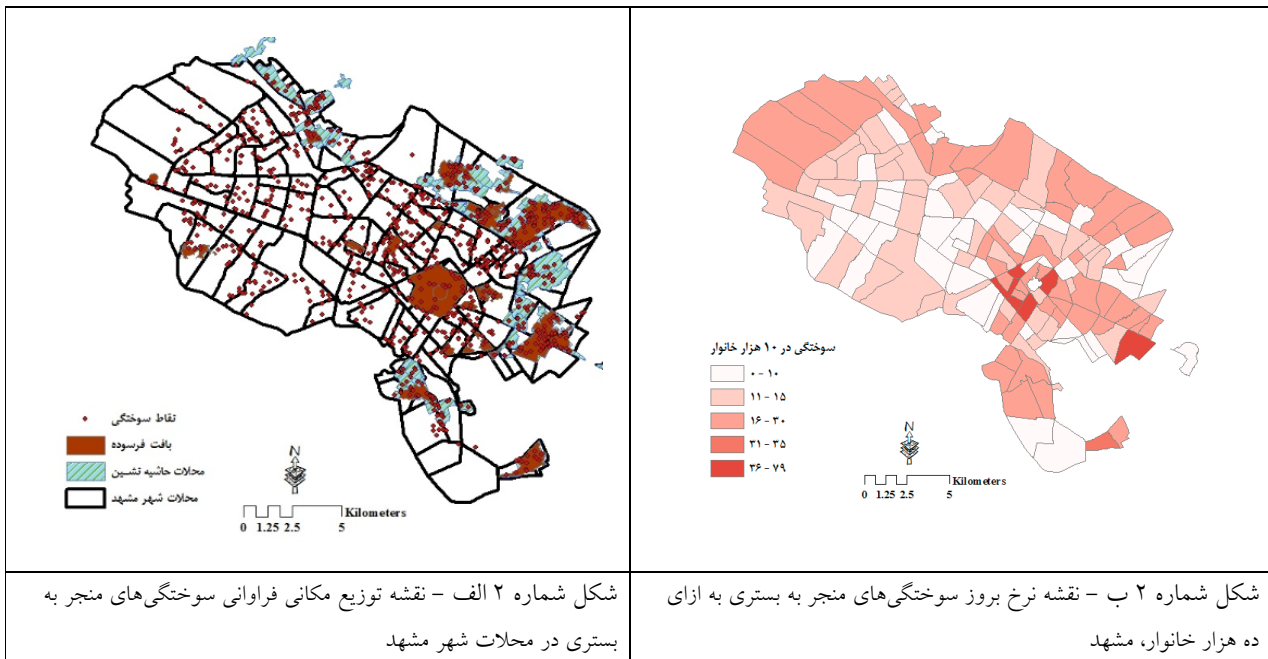 نقاط سوختگی
بافت فرسوده
محلات حاشیه نشین
محلات شهر مشهد
N
Kilometers
0 1.25 2.5 5
سوختگی در ۱۰ هزار خانوار
۰ - ۱۰
۱۱ - ۱۵
۱۶ - ۳۰
۳۱ - ۳۵
۳۶ - ۷۹
N
Kilometers
0 1.25 2.5 5
شکل شماره ۲ الف – نقشه توزیع مکانی فراوانی سوختگی‌های منجر به
بستری در محلات شهر مشهد
شکل شماره ۲ ب – نقشه نرخ بروز سوختگی‌های منجر به بستری به ازای
ده هزار خانوار، مشهد